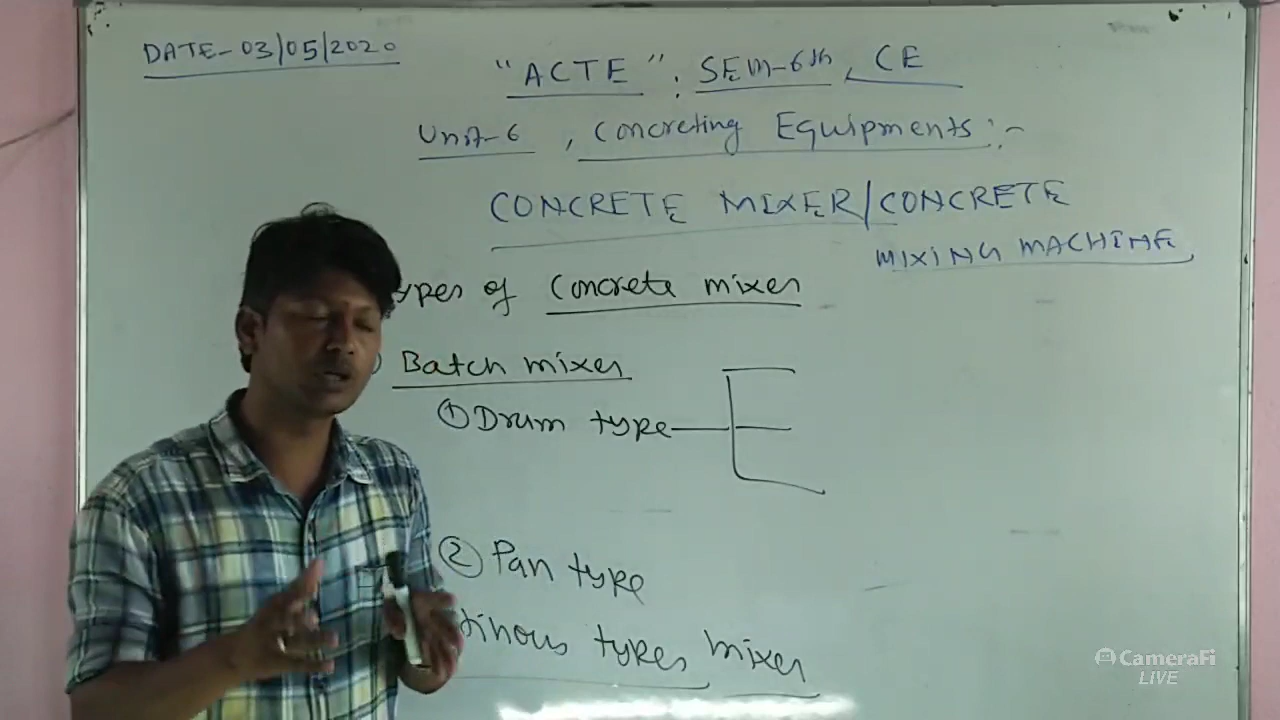 DATE-03/05/2020
"ACTE", SEM-6th, CE
Unit-6, Concreting Equipments:-
CONCRETE MIXER/CONCRETE
MIXING MACHINE
ypes of Concrete mixer
Batch mixer
① Drum type
② Pan type
tinous types mixer
CameraFi
LIVE